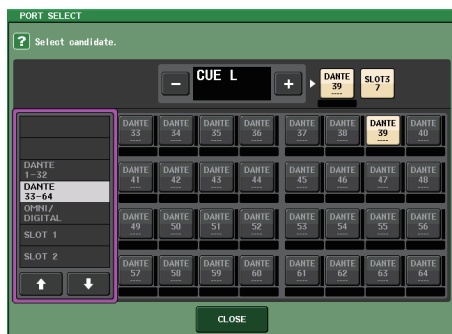 PORT SELECT
? Select candidate.
− CUE L + DANTE 39 ---- SLOT3 7
DANTE 33 ---- DANTE 34 ---- DANTE 35 ---- DANTE 36 ---- DANTE 37 ---- DANTE 38 ---- DANTE 39 ---- DANTE 40 ----
DANTE 1-32
DANTE 41 ---- DANTE 42 ---- DANTE 43 ---- DANTE 44 ---- DANTE 45 ---- DANTE 46 ---- DANTE 47 ---- DANTE 48 ----
DANTE 33-64
OMNI/ DIGITAL
DANTE 49 ---- DANTE 50 ---- DANTE 51 ---- DANTE 52 ---- DANTE 53 ---- DANTE 54 ---- DANTE 55 ---- DANTE 56 ----
SLOT 1
SLOT 2
DANTE 57 ---- DANTE 58 ---- DANTE 59 ---- DANTE 60 ---- DANTE 61 ---- DANTE 62 ---- DANTE 63 ---- DANTE 64 ----
CLOSE